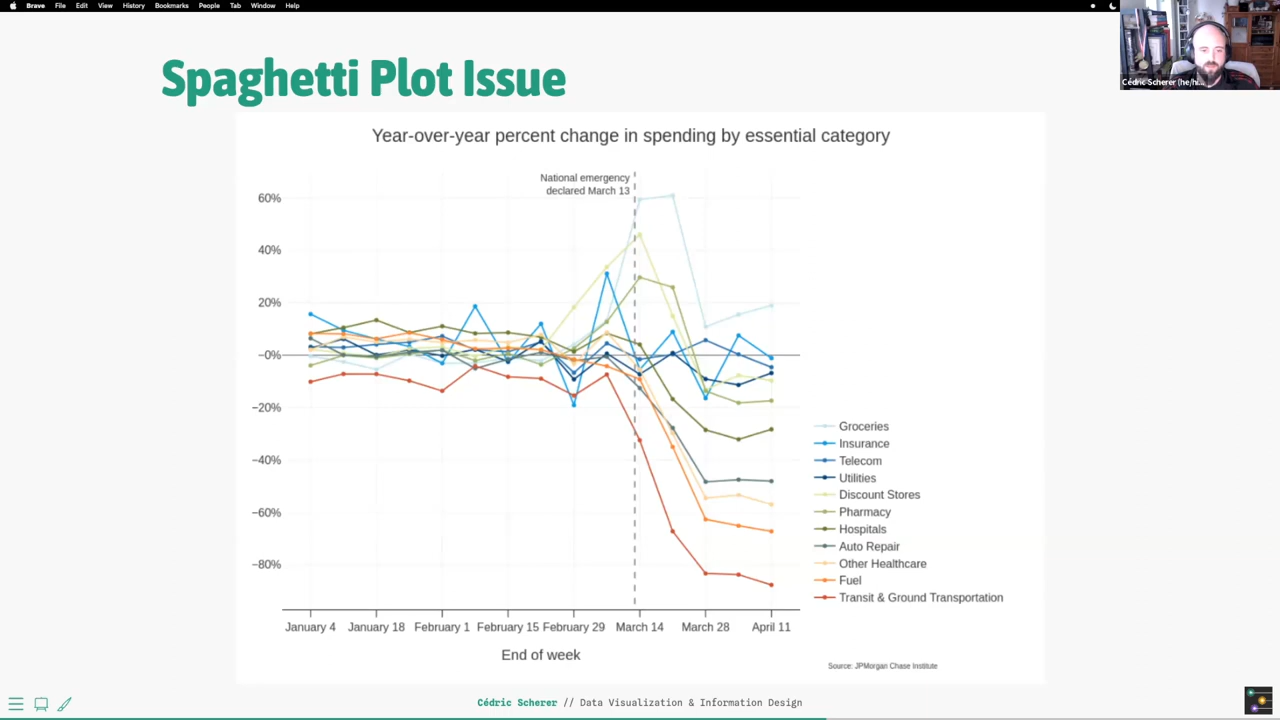 Brave File Edit View History Bookmarks People Tab Window Help
Cédric Scherer (he/hi...
Spaghetti Plot Issue
Year-over-year percent change in spending by essential category
National emergency
declared March 13
60%
40%
20%
−0%
−20%
−40%
−60%
−80%
Groceries
Insurance
Telecom
Utilities
Discount Stores
Pharmacy
Hospitals
Auto Repair
Other Healthcare
Fuel
Transit & Ground Transportation
January 4 January 18 February 1 February 15 February 29 March 14 March 28 April 11
End of week
Source: JPMorgan Chase Institute
Cédric Scherer // Data Visualization & Information Design